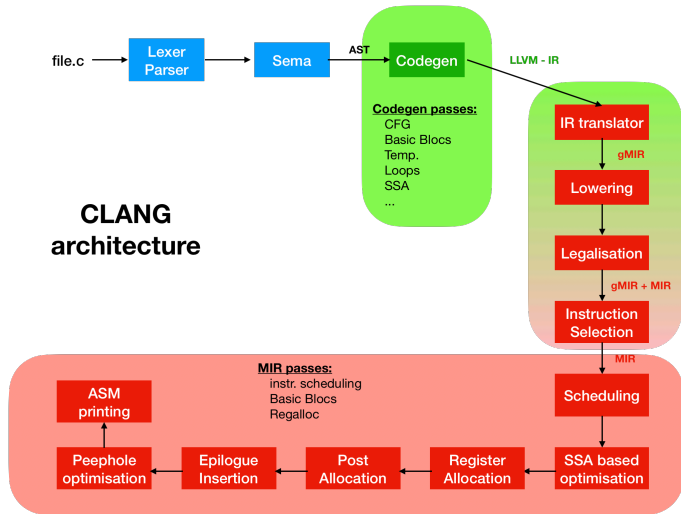 file.c
Lexer
Parser
Sema
AST
Codegen
LLVM - IR
Codegen passes:
CFG
Basic Blocs
Temp.
Loops
SSA
...
IR translator
gMIR
Lowering
Legalisation
gMIR + MIR
Instruction
Selection
MIR
CLANG
architecture
MIR passes:
instr. scheduling
Basic Blocs
Regalloc
Scheduling
SSA based
optimisation
Register
Allocation
Post
Allocation
Epilogue
Insertion
Peephole
optimisation
ASM
printing